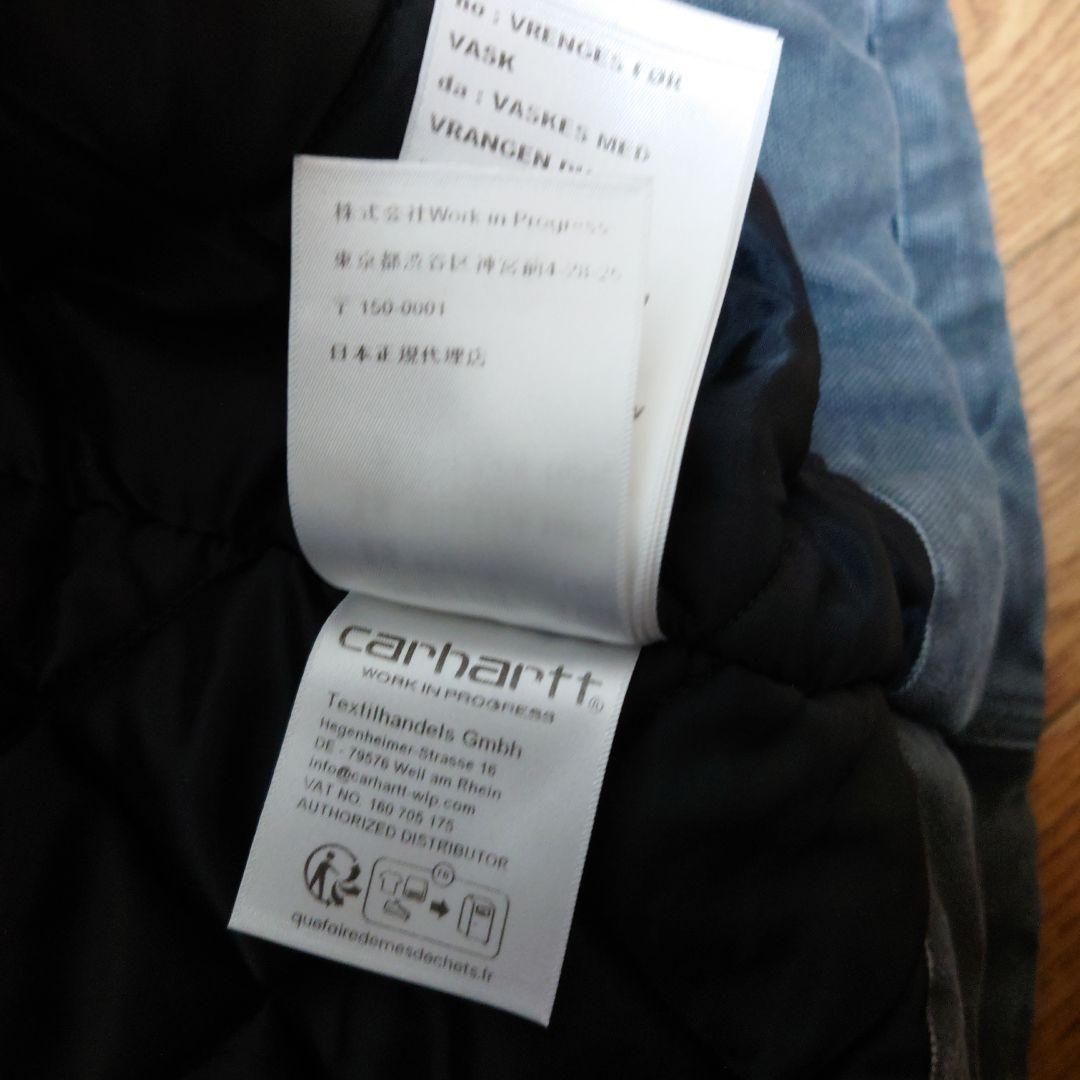 no : VRENGES FØR
VASK
da : VASKES MED
VRANGEN
株式会社Work in Progress
東京都渋谷区神宮前4-28-25
〒 150-0001
日本正規代理店
carhartt®
WORK IN PROGRESS
Textilhandels Gmbh
Hegenheimer-Strasse 16
DE - 79576 Weil am Rhein
info@carhartt-wip.com
VAT NO. 180 705 175
AUTHORIZED DISTRIBUTOR
FR
quefairedemesdechets.fr